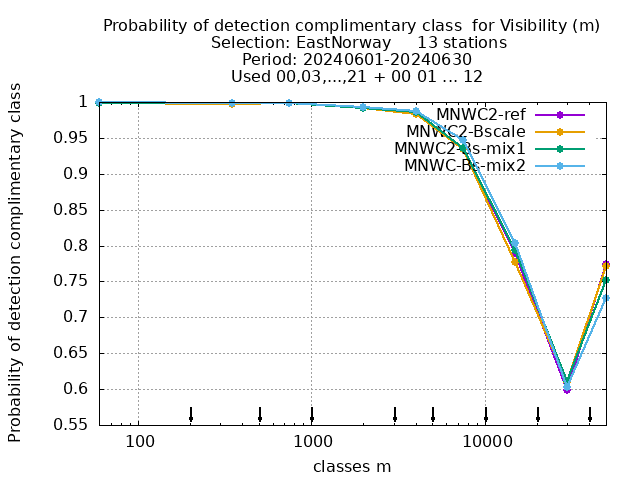 Probability of detection complimentary class for Visibility (m)
Selection: EastNorway 13 stations
Period: 20240601-20240630
Used 00,03,...,21 + 00 01 ... 12
Probability of detection complimentary class
1
0.95
0.9
0.85
0.8
0.75
0.7
0.65
0.6
0.55
MNWC2-ref
MNWC2-Bscale
MNWC2-Bs-mix1
MNWC-Bs-mix2
100
1000
10000
classes m